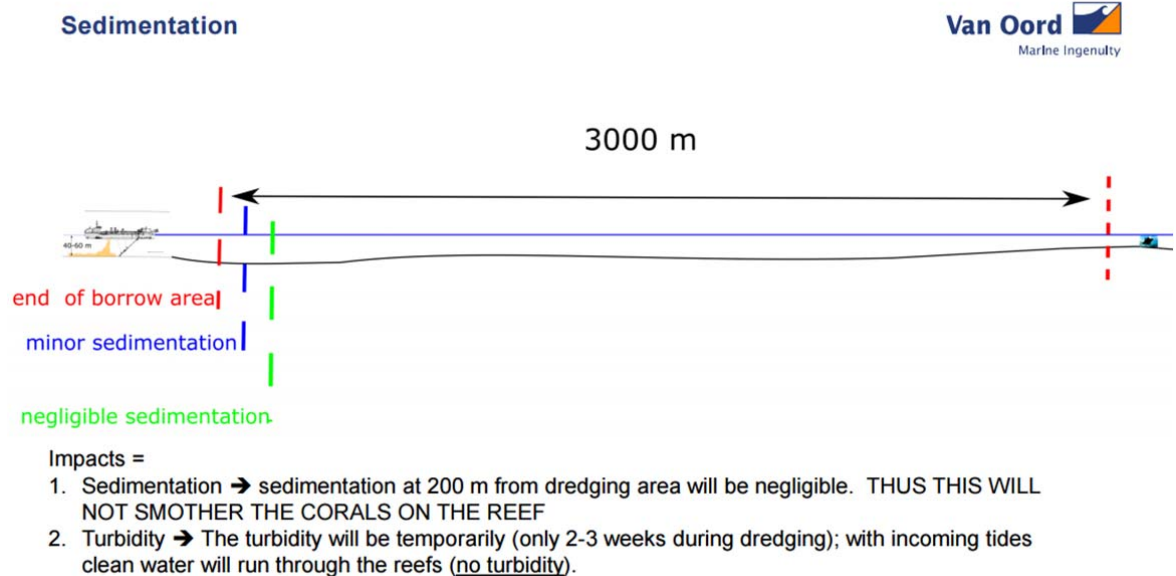 Sedimentation
Van Oord
Marine Ingenuity
3000 m
40-60 m
end of borrow area
minor sedimentation
negligible sedimentation
Impacts =
1. Sedimentation ➔ sedimentation at 200 m from dredging area will be negligible. THUS THIS WILL
NOT SMOTHER THE CORALS ON THE REEF
2. Turbidity ➔ The turbidity will be temporarily (only 2-3 weeks during dredging); with incoming tides
clean water will run through the reefs (no turbidity).